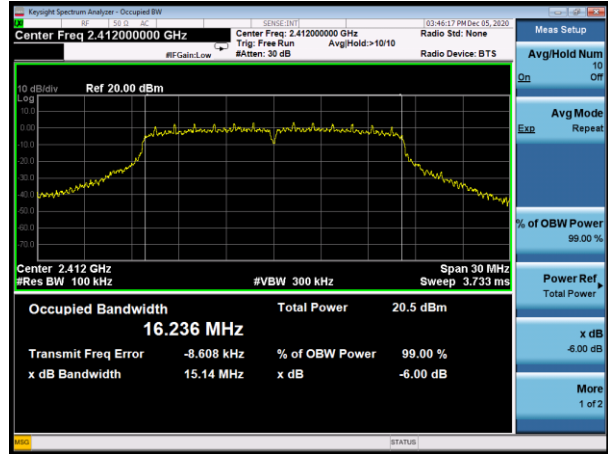 Keysight Spectrum Analyzer - Occupied BW
RF 50 Ω AC SENSE:INT 03:46:17 PM Dec 05, 2020
Center Freq 2.412000000 GHz Center Freq: 2.412000000 GHz Radio Std: None
Trig: Free Run Avg|Hold:>10/10
#IFGain:Low #Atten: 30 dB Radio Device: BTS
10 dB/div Ref 20.00 dBm
Log
10.0
0.00
-10.0
-20.0
-30.0
-40.0
-50.0
-60.0
-70.0
Center 2.412 GHz Span 30 MHz
#Res BW 100 kHz #VBW 300 kHz Sweep 3.733 ms
Occupied Bandwidth Total Power 20.5 dBm
16.236 MHz
Transmit Freq Error -8.608 kHz % of OBW Power 99.00 %
x dB Bandwidth 15.14 MHz x dB -6.00 dB
MSG STATUS
Meas Setup
Avg/Hold Num
10
On Off
Avg Mode
Exp Repeat
% of OBW Power
99.00 %
Power Ref
Total Power
x dB
-6.00 dB
More
1 of 2